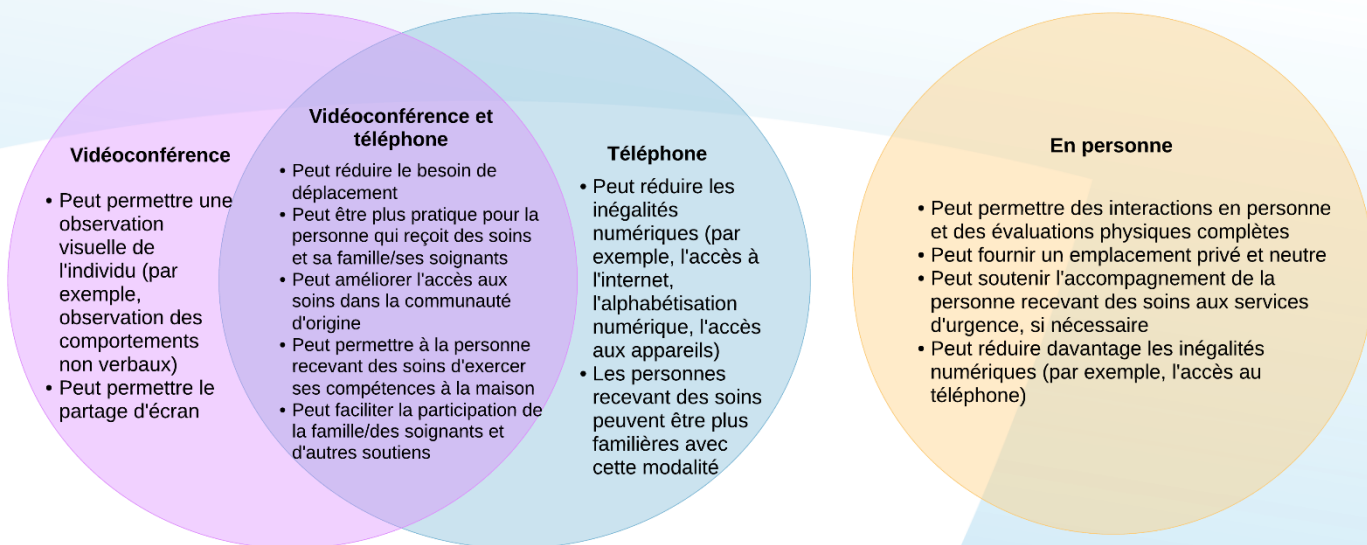 Vidéoconférence
• Peut permettre une
observation
visuelle de
l'individu (par
exemple,
observation des
comportements
non verbaux)
• Peut permettre le
partage d'écran
Vidéoconférence et
téléphone
• Peut réduire le besoin de
déplacement
• Peut être plus pratique pour la
personne qui reçoit des soins
et sa famille/ses soignants
• Peut améliorer l'accès aux
soins dans la communauté
d'origine
• Peut permettre à la personne
recevant des soins d'exercer
ses compétences à la maison
• Peut faciliter la participation de
la famille/des soignants et
d'autres soutiens
Téléphone
• Peut réduire les
inégalités
numériques (par
exemple, l'accès à
l'internet,
l'alphabétisation
numérique, l'accès
aux appareils)
• Les personnes
recevant des soins
peuvent être plus
familières avec
cette modalité
En personne
• Peut permettre des interactions en personne
et des évaluations physiques complètes
• Peut fournir un emplacement privé et neutre
• Peut soutenir l'accompagnement de la
personne recevant des soins aux services
d'urgence, si nécessaire
• Peut réduire davantage les inégalités
numériques (par exemple, l'accès au
téléphone)